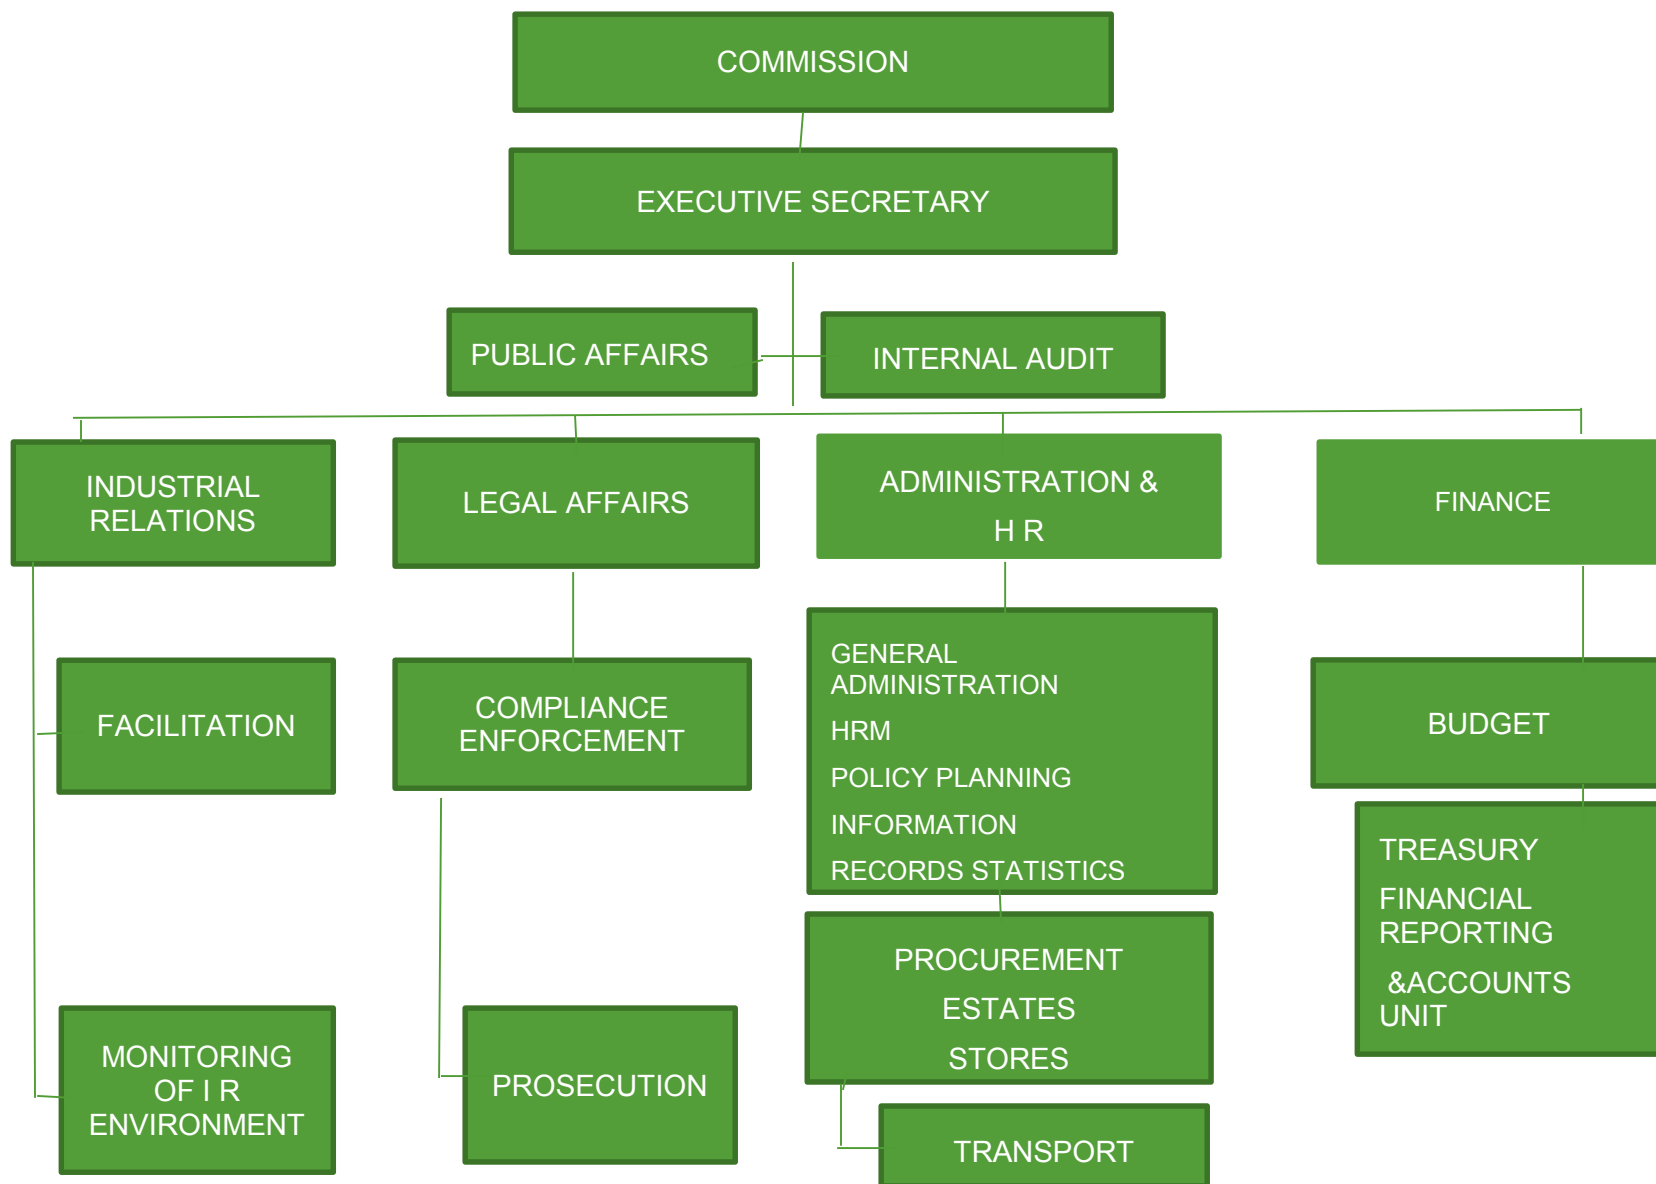 COMMISSION
EXECUTIVE SECRETARY
PUBLIC AFFAIRS
INTERNAL AUDIT
INDUSTRIAL
RELATIONS
LEGAL AFFAIRS
ADMINISTRATION &
H R
FINANCE
FACILITATION
COMPLIANCE
ENFORCEMENT
GENERAL
ADMINISTRATION
HRM
POLICY PLANNING
INFORMATION
RECORDS STATISTICS
BUDGET
TREASURY
FINANCIAL
REPORTING
&ACCOUNTS
UNIT
MONITORING
OF I R
ENVIRONMENT
PROSECUTION
PROCUREMENT
ESTATES
STORES
TRANSPORT